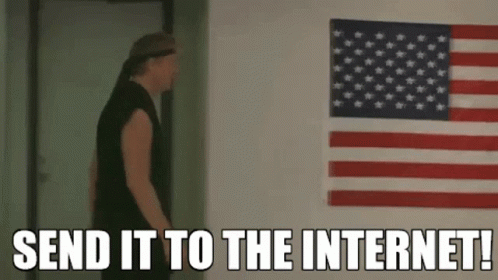 SEND IT TO THE INTERNET!